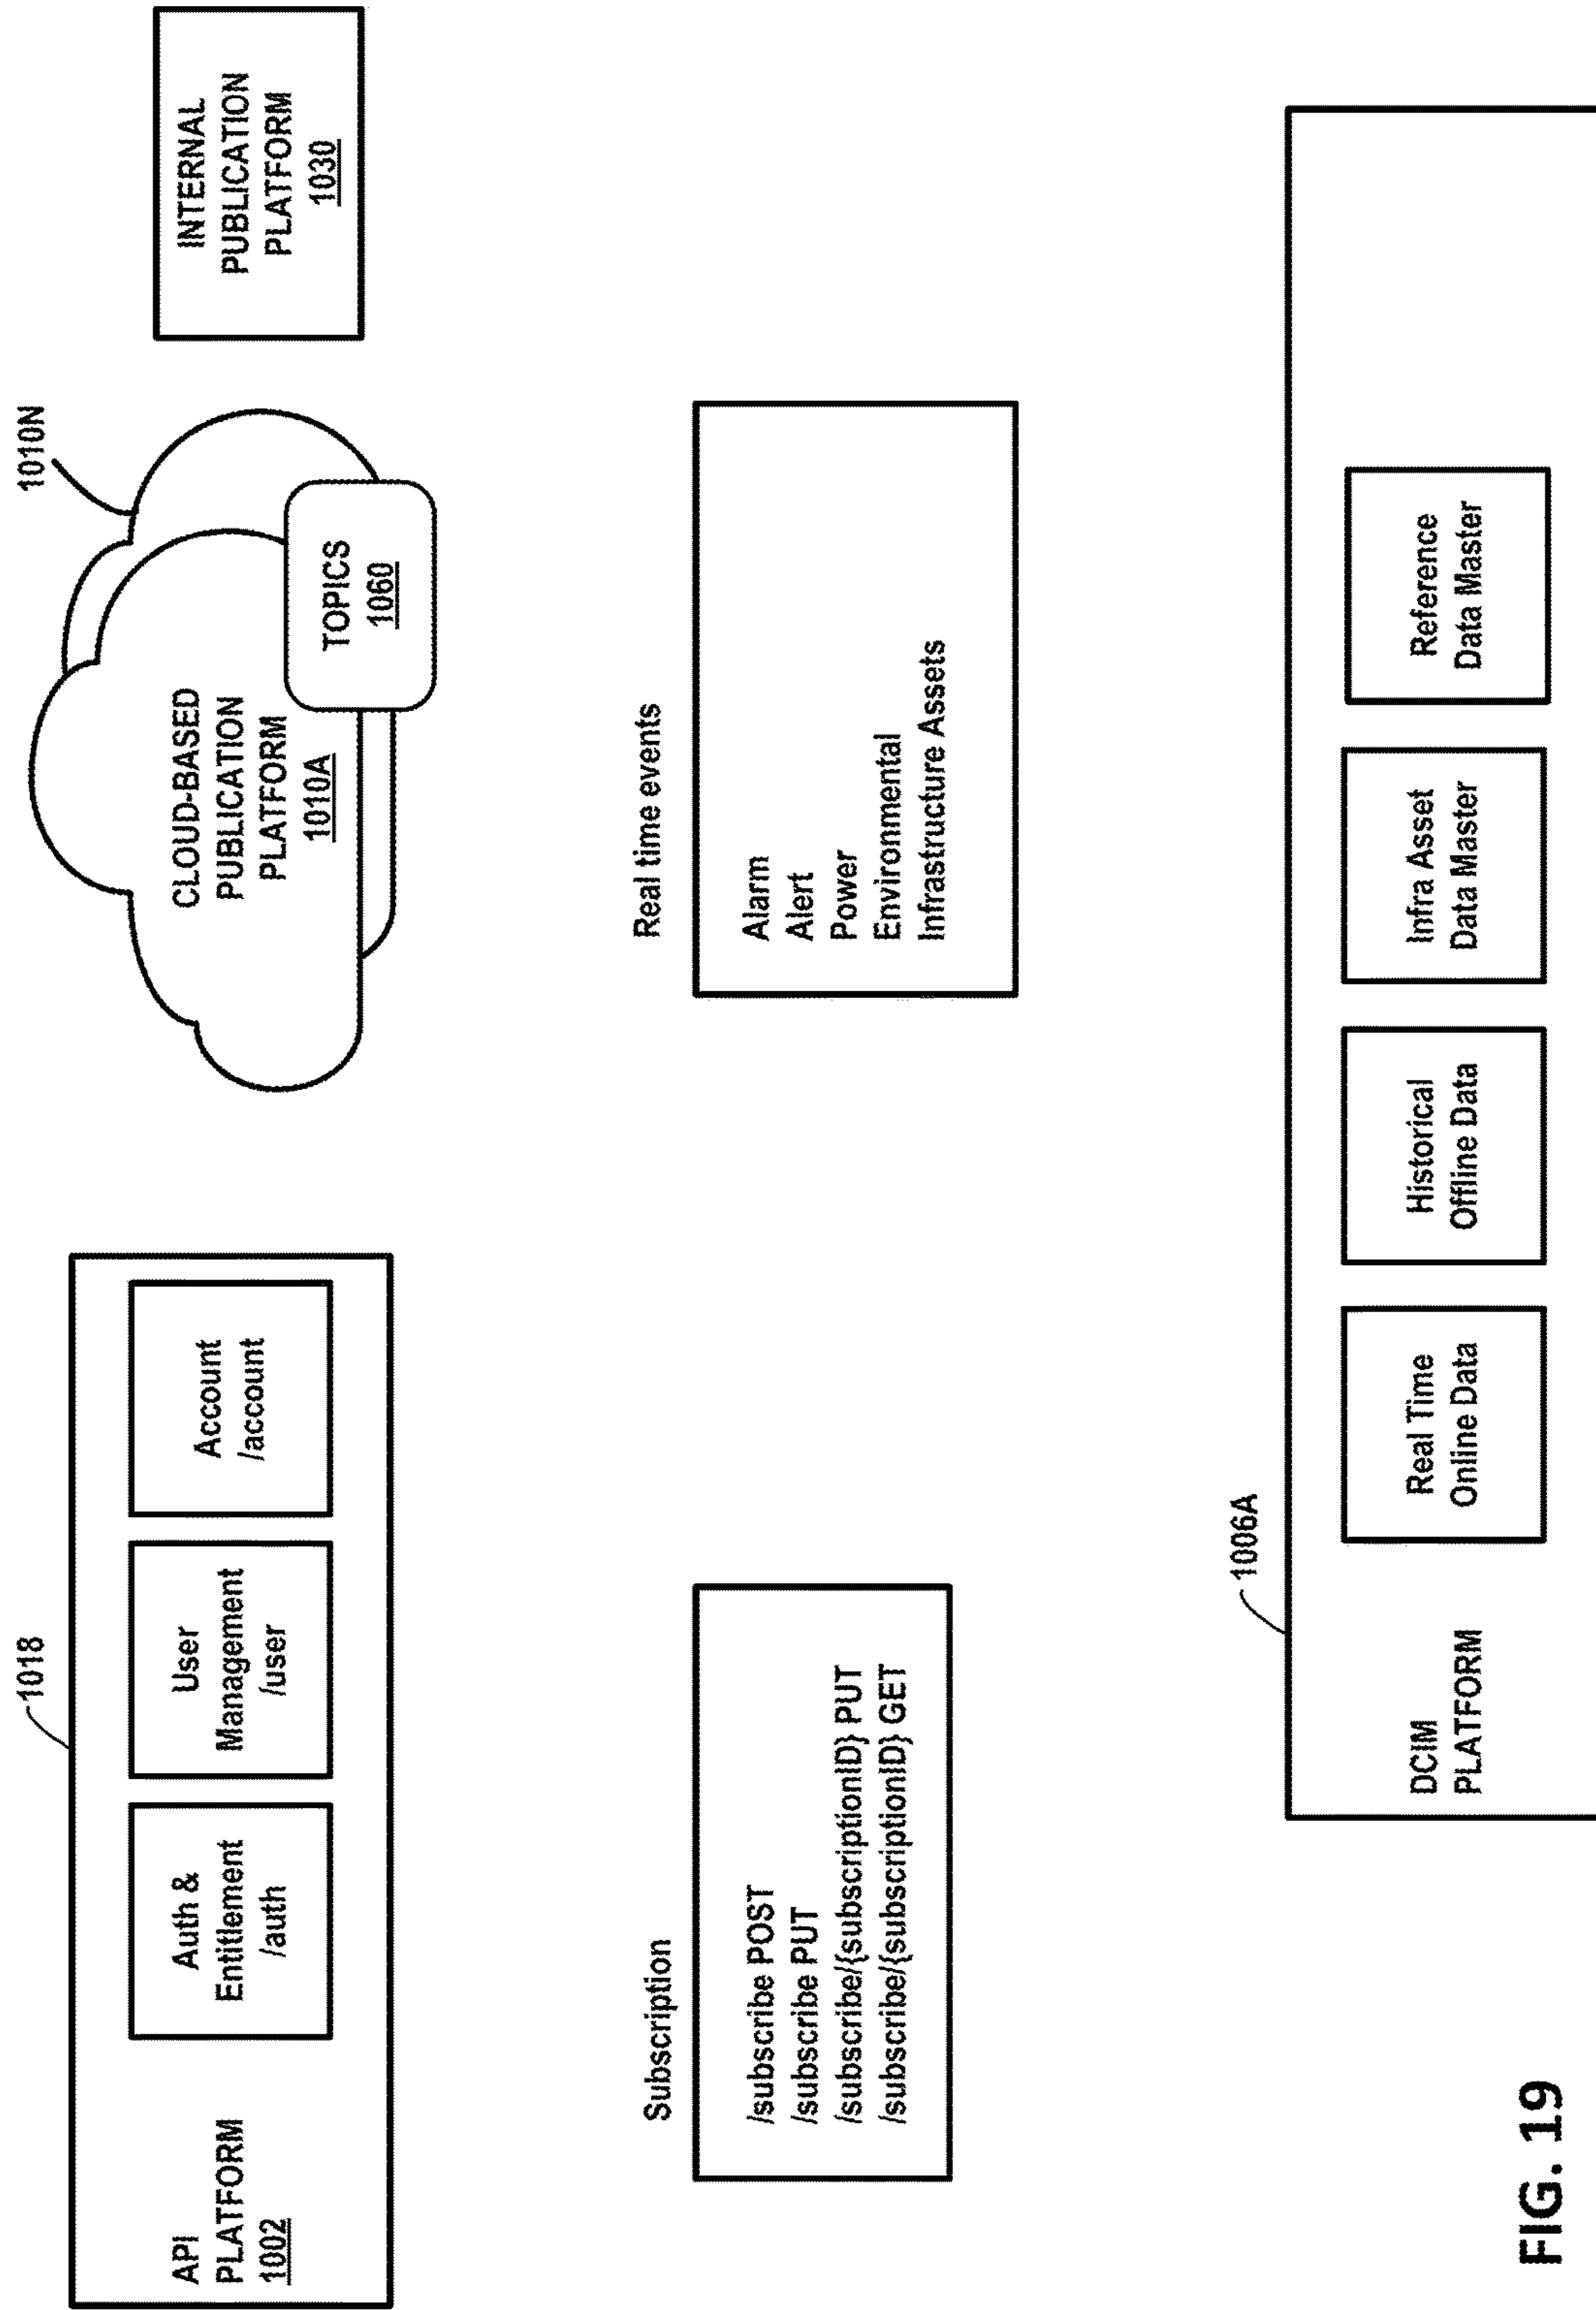 1018
API
PLATFORM
1002
Auth &
Entitlement
/auth
User
Management
/user
Account
/account
1010N
CLOUD-BASED
PUBLICATION
PLATFORM
1010A
TOPICS
1060
INTERNAL
PUBLICATION
PLATFORM
1030
Subscription
/subscribe POST
/subscribe PUT
/subscribe/{subscriptionID} PUT
/subscribe/{subscriptionID} GET
Real time events
Alarm
Alert
Power
Environmental
Infrastructure Assets
1006A
DCIM
PLATFORM
Real Time
Online Data
Historical
Offline Data
Infra Asset
Data Master
Reference
Data Master
FIG. 19